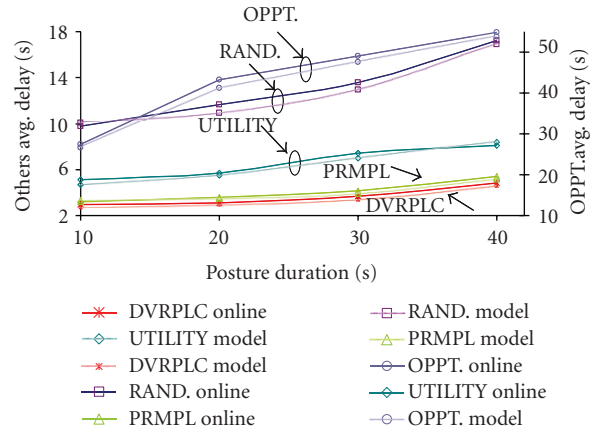 OPPT.
RAND.
UTILITY
PRMPL
DVRPLC
Others avg. delay (s)
18
14
10
6
2
OPPT.avg. delay (s)
50
40
30
20
10
10
20
30
40
Posture duration (s)
DVRPLC online
UTILITY model
DVRPLC model
RAND. online
PRMPL online
RAND. model
PRMPL model
OPPT. online
UTILITY online
OPPT. model